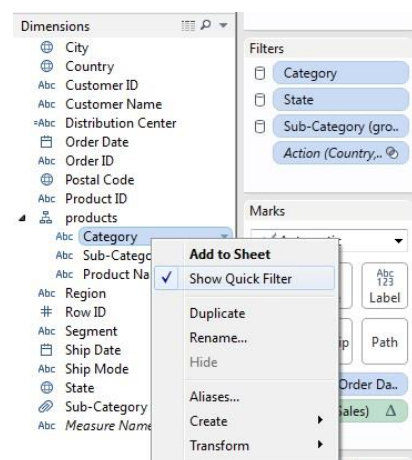 Dimensions
City
Country
Abc Customer ID
Abc Customer Name
=Abc Distribution Center
Order Date
Abc Order ID
Postal Code
Abc Product ID
products
Abc Category
Abc Sub-Catego
Abc Product Na
Abc Region
# Row ID
Abc Segment
Ship Date
Abc Ship Mode
State
Sub-Category
Abc Measure Name
Add to Sheet
✓ Show Quick Filter
Duplicate
Rename...
Hide
Aliases...
Create
Transform
Filters
Category
State
Sub-Category (gro..
Action (Country,..
Marks
Abc
123
Label
Path
Order Da..
ales) Δ